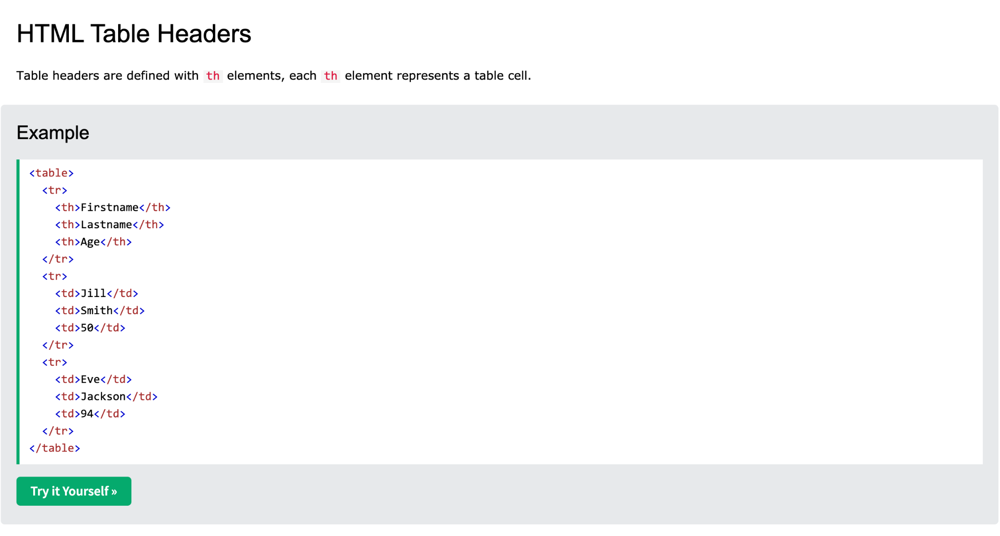 HTML Table Headers
Table headers are defined with th elements, each th element represents a table cell.
Example
<table>
  <tr>
    <th>Firstname</th>
    <th>Lastname</th>
    <th>Age</th>
  </tr>
  <tr>
    <td>Jill</td>
    <td>Smith</td>
    <td>50</td>
  </tr>
  <tr>
    <td>Eve</td>
    <td>Jackson</td>
    <td>94</td>
  </tr>
</table>
Try it Yourself »